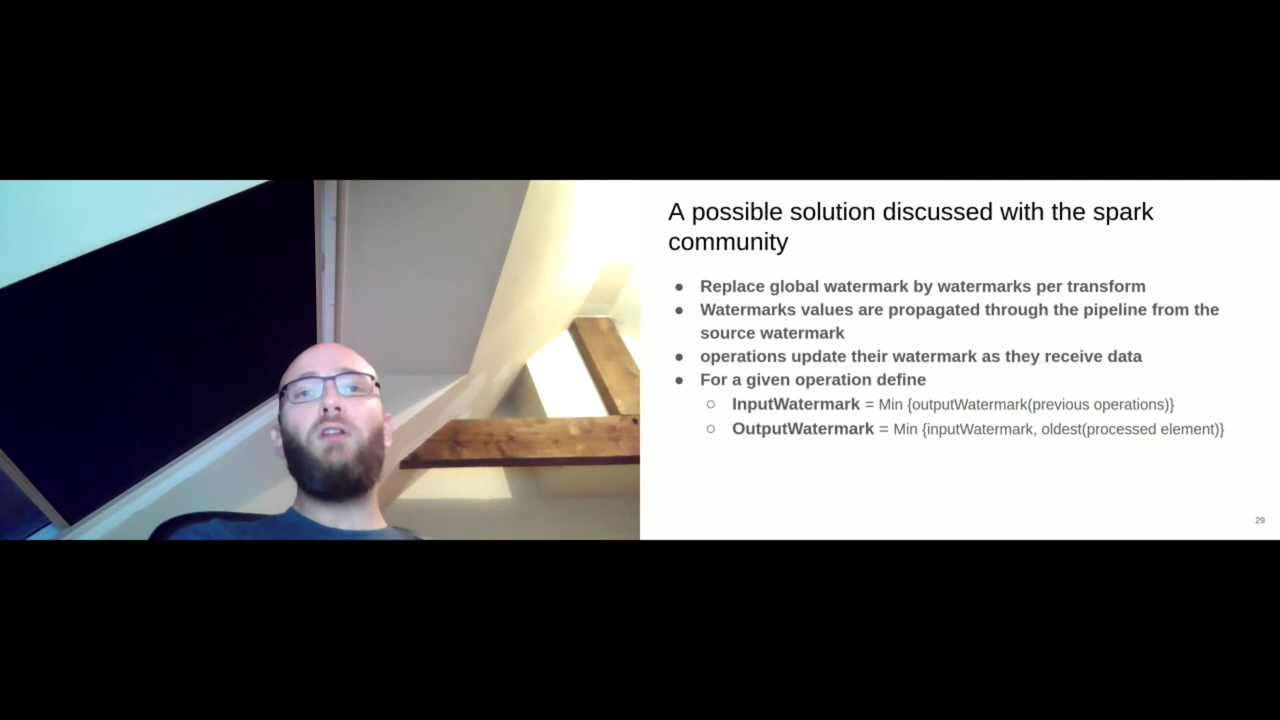 A possible solution discussed with the spark
community
● Replace global watermark by watermarks per transform
● Watermarks values are propagated through the pipeline from the
source watermark
● operations update their watermark as they receive data
● For a given operation define
○ InputWatermark = Min {outputWatermark(previous operations)}
○ OutputWatermark = Min {inputWatermark, oldest(processed element)}
29